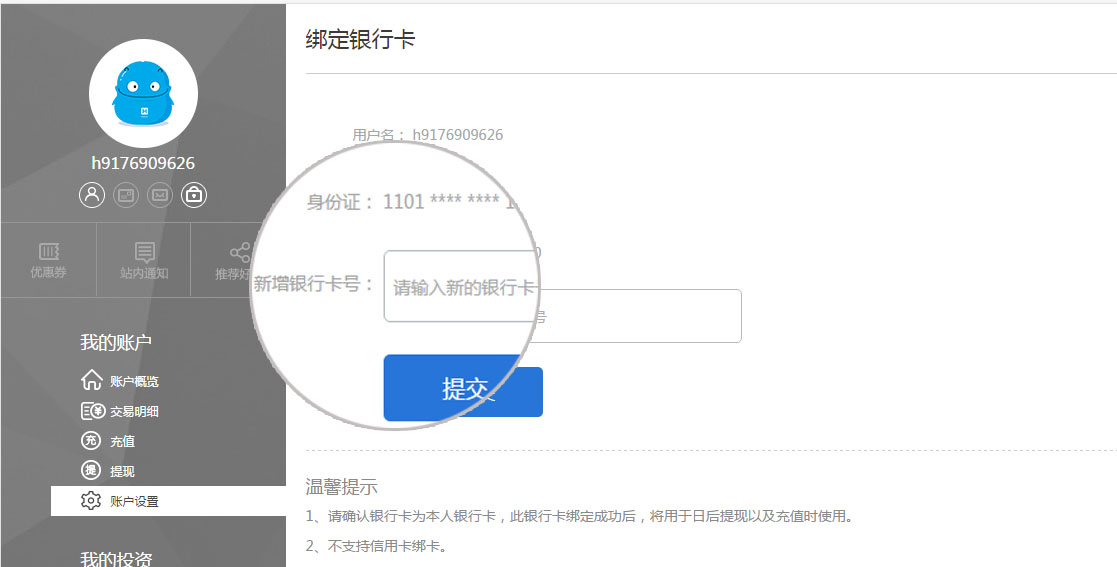 绑定银行卡
h9176909626
优惠券
站内通知
推荐好
用户名： h9176909626
身份证： 1101 **** **** 1
新增银行卡号：
请输入新的银行卡
号
提交
我的账户
账户概览
交易明细
充 充值
提 提现
账户设置
我的投资
温馨提示
1、请确认银行卡为本人银行卡，此银行卡绑定成功后，将用于日后提现以及充值时使用。
2、不支持信用卡绑卡。